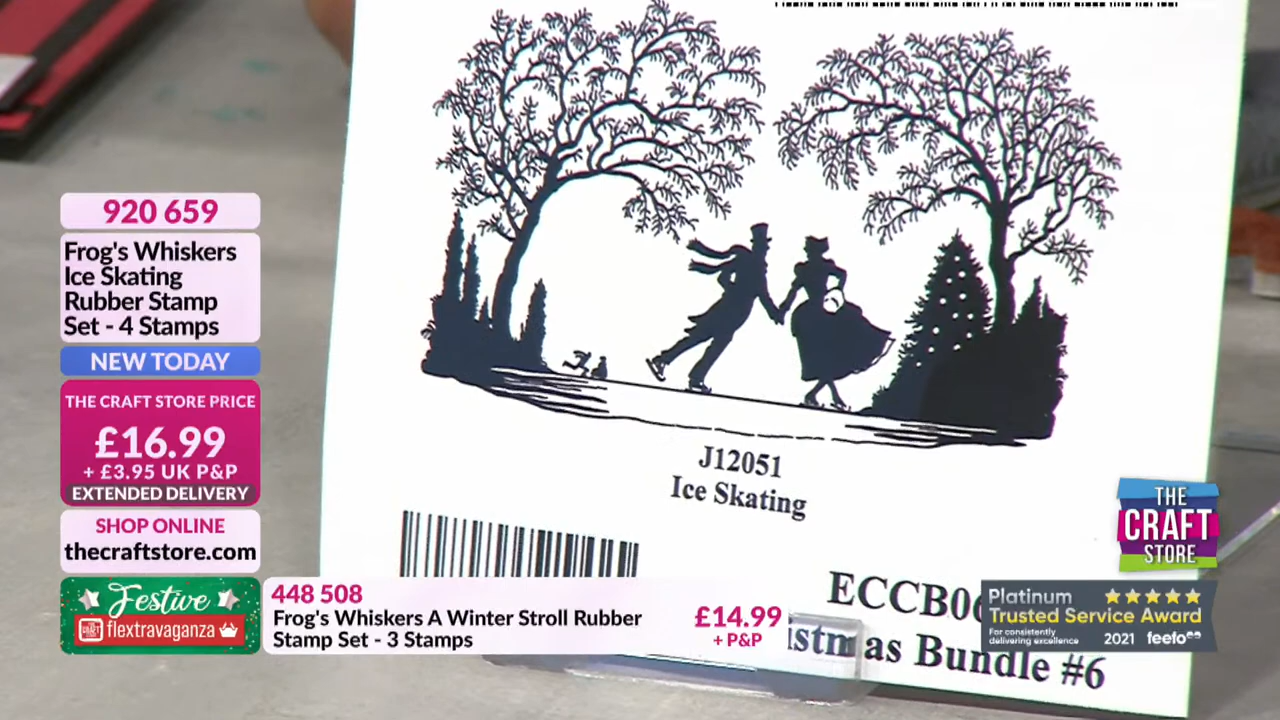 920 659
Frog's Whiskers
Ice Skating
Rubber Stamp
Set - 4 Stamps
NEW TODAY
THE CRAFT STORE PRICE
£16.99
+ £3.95 UK P&P
EXTENDED DELIVERY
SHOP ONLINE
thecraftstore.com
Festive
THE CRAFT STORE
flextravaganza
448 508
Frog's Whiskers A Winter Stroll Rubber
Stamp Set - 3 Stamps
£14.99
+ P&P
J12051
Ice Skating
as Bundle #6
THE
CRAFT
STORE
Platinum
Trusted Service Award
For consistently
delivering excellence
2021 feefo